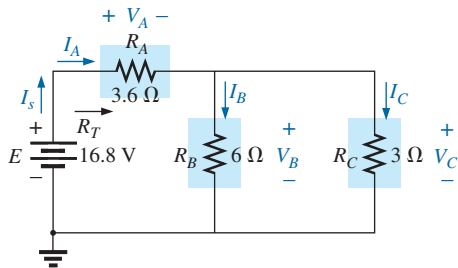 + V_A –
I_A R_A
3.6 Ω
I_s R_T I_B I_C
+
E 16.8 V
–
R_B 6 Ω
+
V_B
–
R_C 3 Ω
+
V_C
–